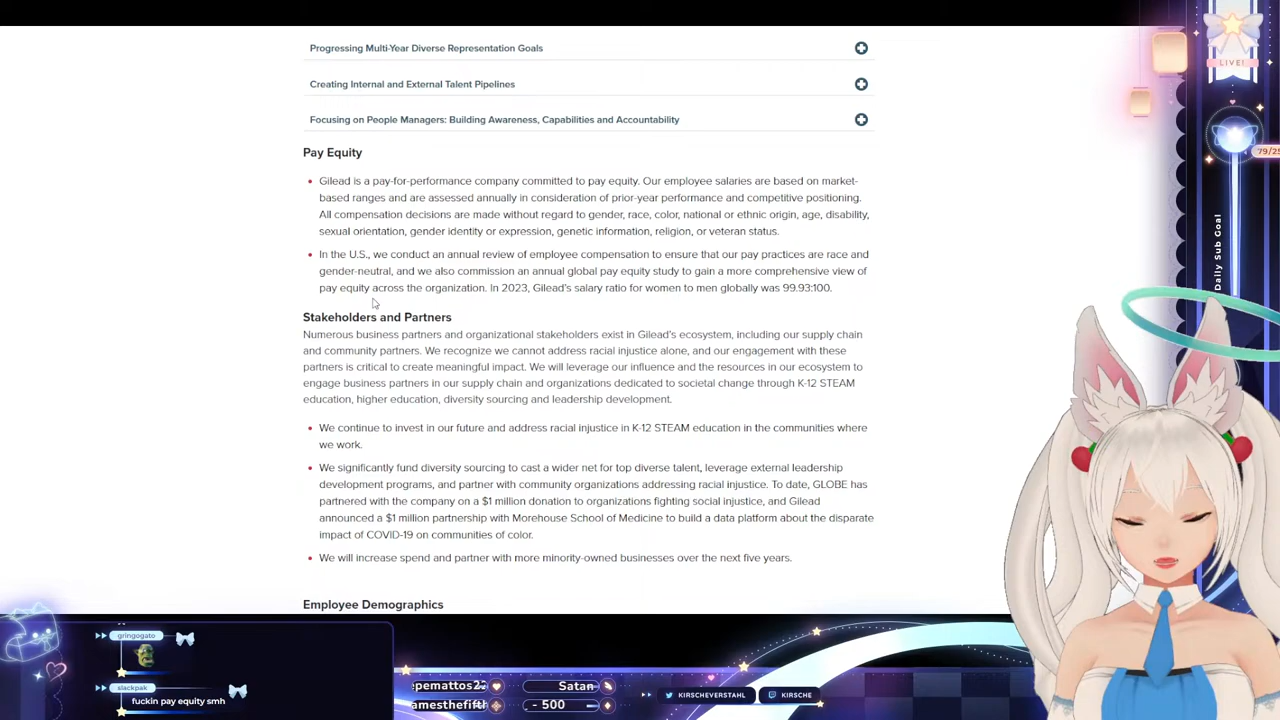 Progressing Multi-Year Diverse Representation Goals
Creating Internal and External Talent Pipelines
Focusing on People Managers: Building Awareness, Capabilities and Accountability
Pay Equity
Gilead is a pay-for-performance company committed to pay equity. Our employee salaries are based on market-
based ranges and are assessed annually in consideration of prior-year performance and competitive positioning.
All compensation decisions are made without regard to gender, race, color, national or ethnic origin, age, disability,
sexual orientation, gender identity or expression, genetic information, religion, or veteran status.
In the U.S., we conduct an annual review of employee compensation to ensure that our pay practices are race and
gender-neutral, and we also commission an annual global pay equity study to gain a more comprehensive view of
pay equity across the organization. In 2023, Gilead's salary ratio for women to men globally was 99.93:100.
Stakeholders and Partners
Numerous business partners and organizational stakeholders exist in Gilead's ecosystem, including our supply chain
and community partners. We recognize we cannot address racial injustice alone, and our engagement with these
partners is critical to create meaningful impact. We will leverage our influence and the resources in our ecosystem to
engage business partners in our supply chain and organizations dedicated to societal change through K-12 STEAM
education, higher education, diversity sourcing and leadership development.
We continue to invest in our future and address racial injustice in K-12 STEAM education in the communities where
we work.
We significantly fund diversity sourcing to cast a wider net for top diverse talent, leverage external leadership
development programs, and partner with community organizations addressing racial injustice. To date, GLOBE has
partnered with the company on a $1 million donation to organizations fighting social injustice, and Gilead
announced a $1 million partnership with Morehouse School of Medicine to build a data platform about the disparate
impact of COVID-19 on communities of color.
We will increase spend and partner with more minority-owned businesses over the next five years.
Employee Demographics
LIVE!
79/25
Daily Sub Goal
gringogato
slackpak
fuckin pay equity smh
epemattos2
Satan
amesthefifth
- 500
KIRSCHEVERSTAHL
KIRSCHE